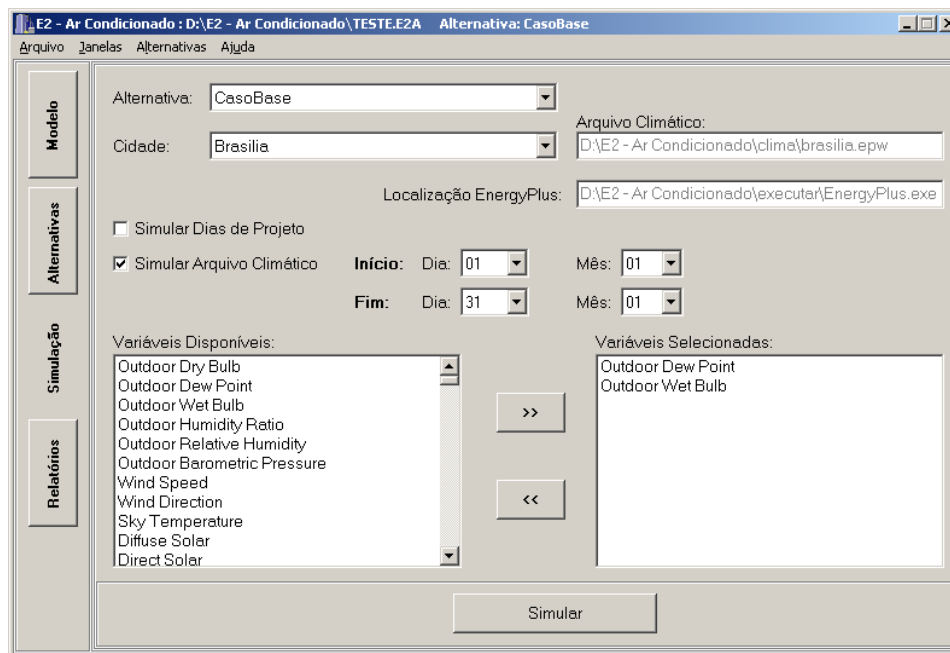 E2 - Ar Condicionado : D:\E2 - Ar Condicionado\TESTE.E2A Alternativa: CasoBase
Arquivo Janelas Alternativas Ajuda
Modelo
Alternativas
Simulação
Relatórios
Alternativa: CasoBase
Cidade: Brasilia
Arquivo Climático:
D:\E2 - Ar Condicionado\clima\brasilia.epw
Localização EnergyPlus: D:\E2 - Ar Condicionado\executar\EnergyPlus.exe
Simular Dias de Projeto
Simular Arquivo Climático Início: Dia: 01 Mês: 01
Fim: Dia: 31 Mês: 01
Variáveis Disponíveis:
Outdoor Dry Bulb
Outdoor Dew Point
Outdoor Wet Bulb
Outdoor Humidity Ratio
Outdoor Relative Humidity
Outdoor Barometric Pressure
Wind Speed
Wind Direction
Sky Temperature
Diffuse Solar
Direct Solar
>>
<<
Variáveis Selecionadas:
Outdoor Dew Point
Outdoor Wet Bulb
Simular